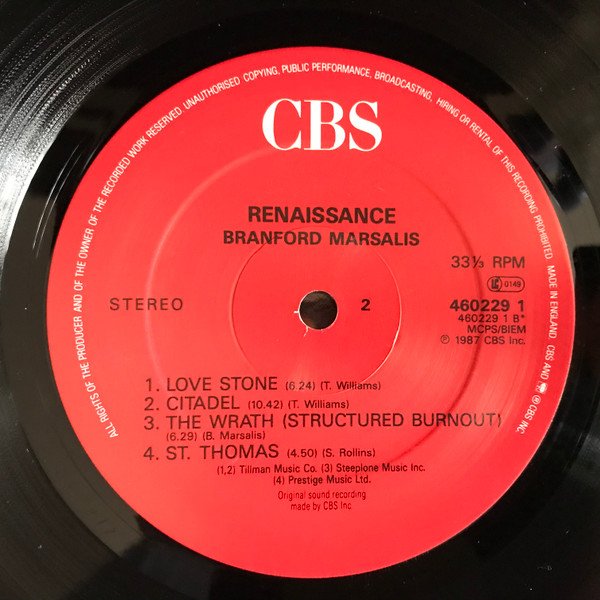 ALL RIGHTS OF THE PRODUCER AND OF THE OWNER OF THE RECORDED WORK RESERVED. UNAUTHORISED COPYING, PUBLIC PERFORMANCE, BROADCASTING, HIRING OR RENTAL OF THIS RECORDING PROHIBITED. MADE IN ENGLAND. CBS AND ® CBS INC.
CBS
RENAISSANCE
BRANFORD MARSALIS
33⅓ RPM
LC 0149
STEREO 2 460229 1
460229 1 B*
MCPS/BIEM
℗ 1987 CBS Inc.
1. LOVE STONE (6.24) (T. Williams)
2. CITADEL (10.42) (T. Williams)
3. THE WRATH (STRUCTURED BURNOUT)
(6.29) (B. Marsalis)
4. ST. THOMAS (4.50) (S. Rollins)
(1,2) Tillman Music Co. (3) Steeplone Music Inc.
(4) Prestige Music Ltd.
Original sound recording
made by CBS Inc